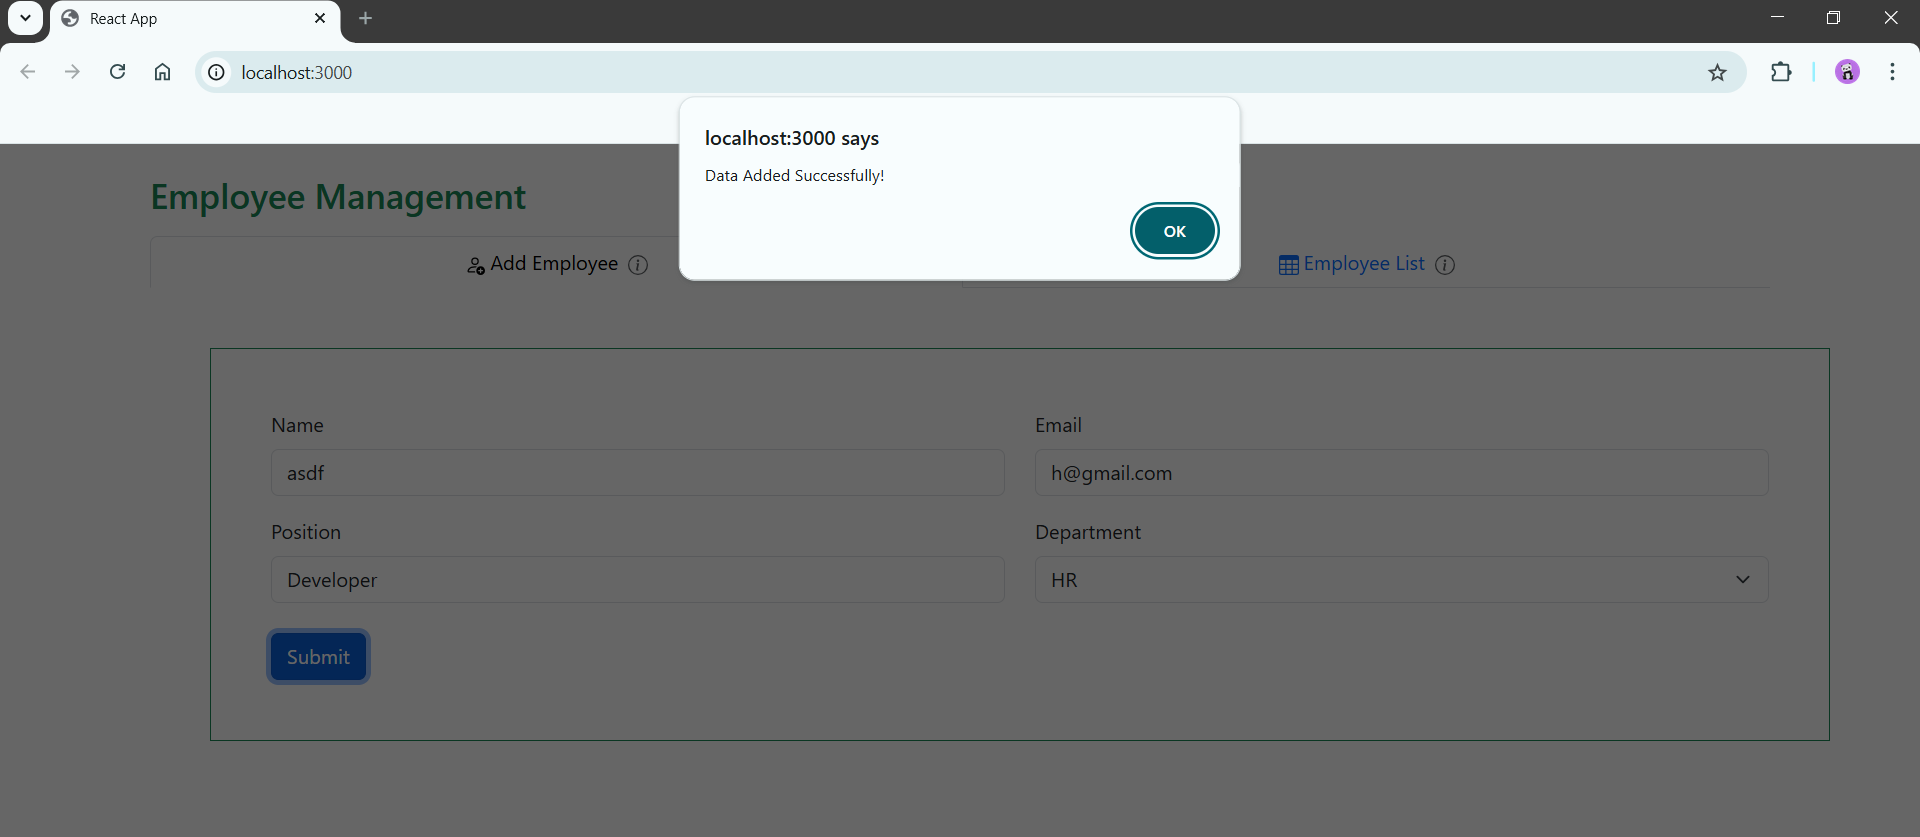 React App
localhost:3000
localhost:3000 says
Data Added Successfully!
OK
Employee Management
Add Employee
Employee List
Name
Email
asdf
h@gmail.com
Position
Department
Developer
HR
Submit